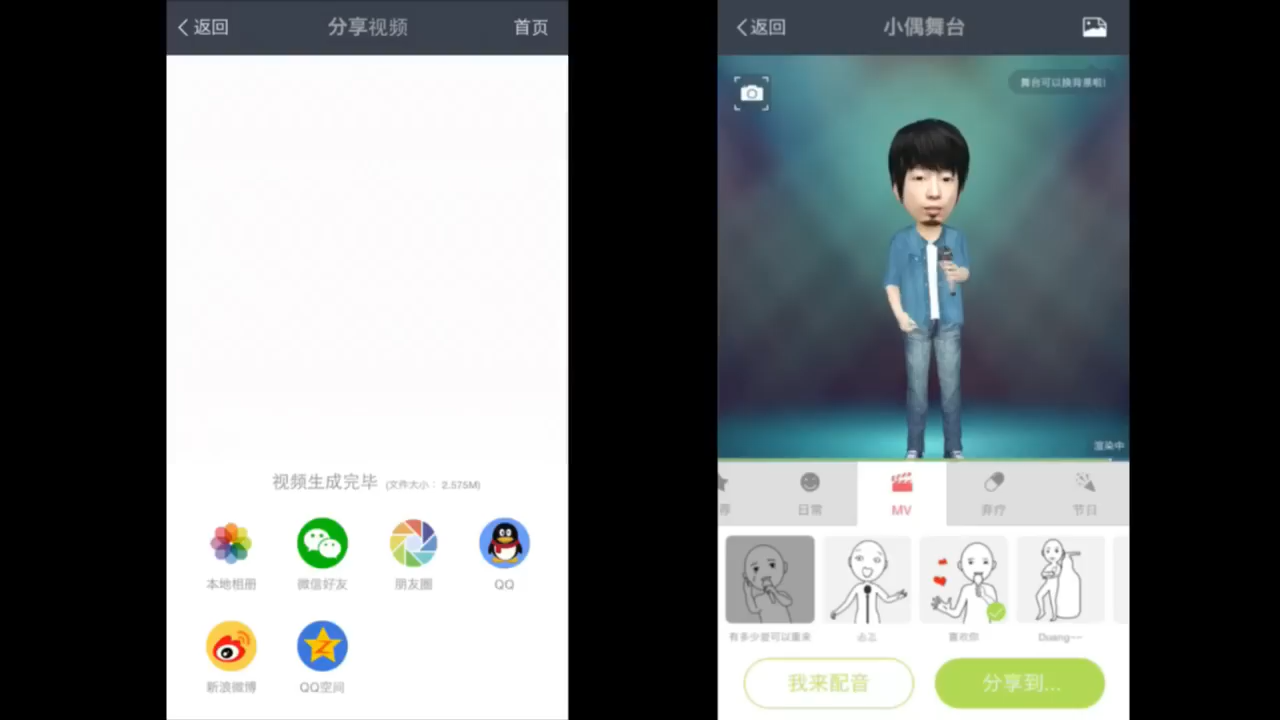 返回
分享视频
首页
视频生成完毕 (文件大小：2.575M)
本地相册
微信好友
朋友圈
QQ
新浪微博
QQ空间
返回
小偶舞台
舞台可以换背景啦!
渲染中
荐
日常
MV
弃疗
节日
有多少爱可以重来
忐忑
喜欢你
Duang~~
我来配音
分享到...